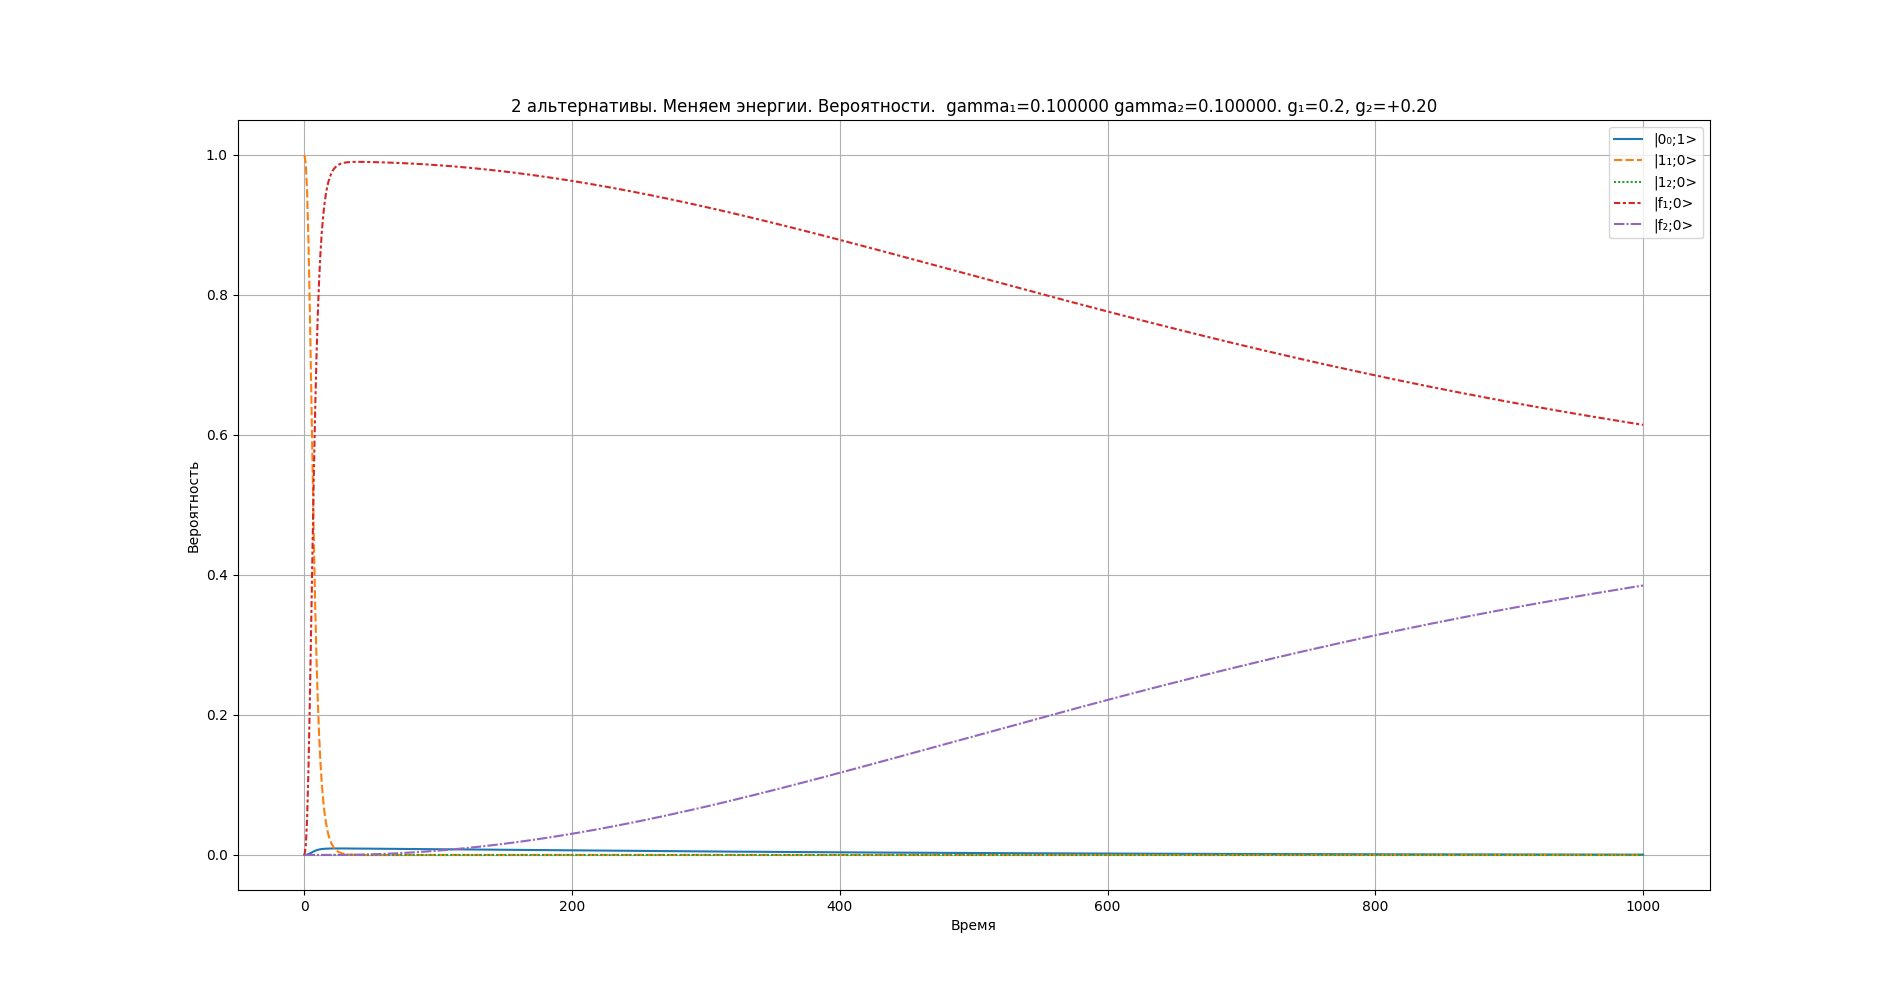 2 альтернативы. Меняем энергии. Вероятности.  gamma₁=0.100000 gamma₂=0.100000. g₁=0.2, g₂=+0.20
|0₀;1>
|1₁;0>
|1₂;0>
|f₁;0>
|f₂;0>
1.0
0.8
0.6
0.4
0.2
0.0
Вероятность
0 200 400 600 800 1000
Время